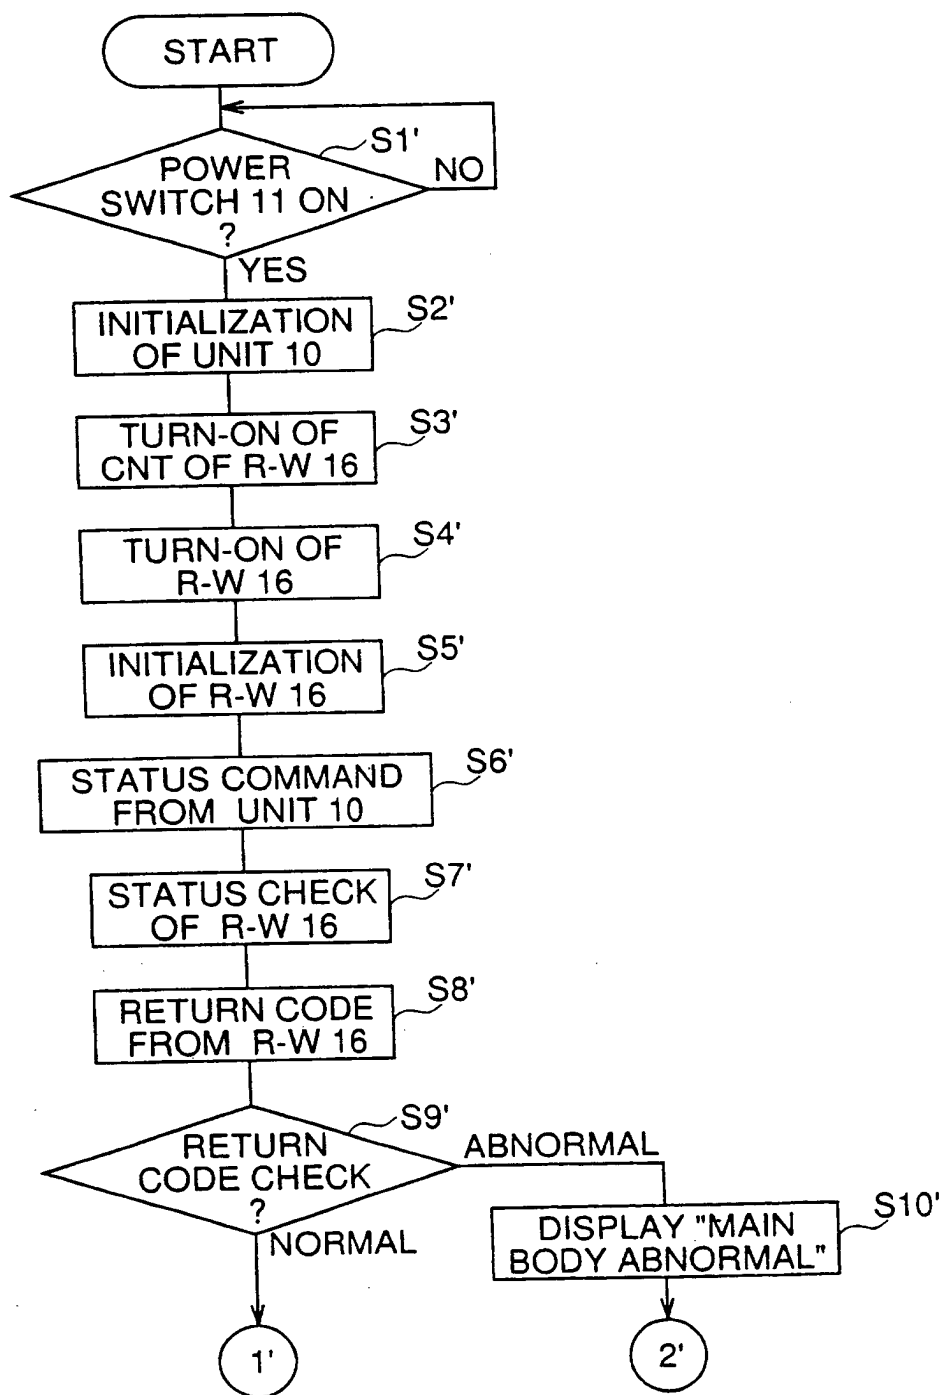 START
S1'
POWER
SWITCH 11 ON
?
NO
YES
S2'
INITIALIZATION
OF UNIT 10
S3'
TURN-ON OF
CNT OF R-W 16
S4'
TURN-ON OF
R-W 16
S5'
INITIALIZATION
OF R-W 16
S6'
STATUS COMMAND
FROM UNIT 10
S7'
STATUS CHECK
OF R-W 16
S8'
RETURN CODE
FROM R-W 16
S9'
RETURN
CODE CHECK
?
ABNORMAL
NORMAL
S10'
DISPLAY "MAIN
BODY ABNORMAL"
1'
2'